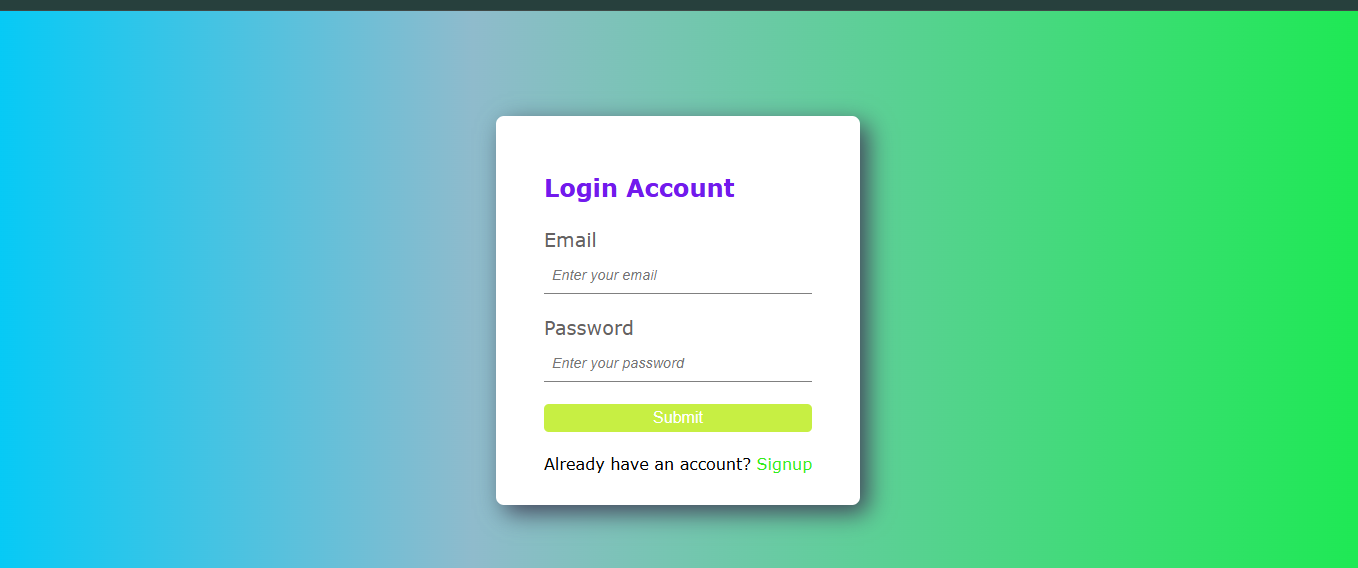 Login Account
Email
Enter your email
Password
Enter your password
Submit
Already have an account? Signup